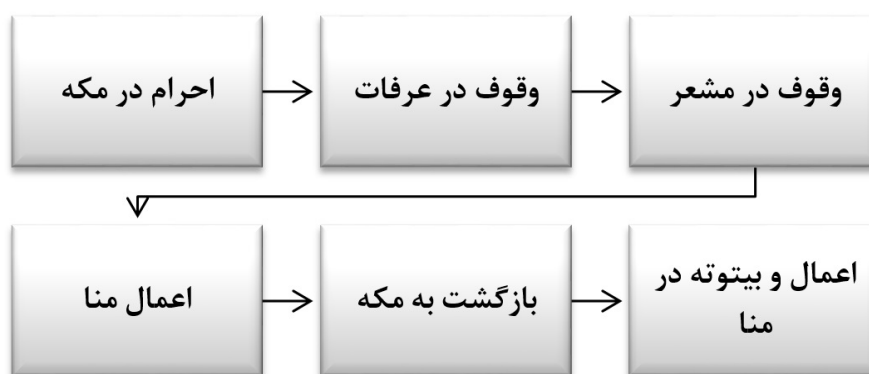 احرام در مکه
وقوف در عرفات
وقوف در مشعر
اعمال منا
بازگشت به مکه
اعمال و بیتوته در
منا